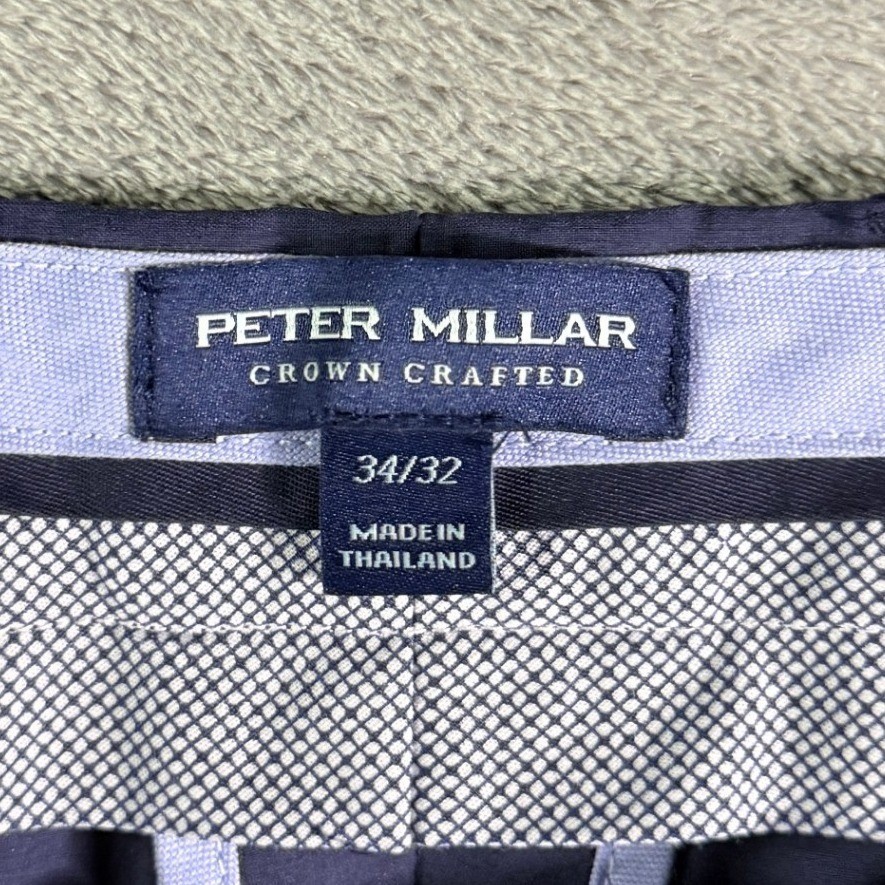 PETER MILLAR
CROWN CRAFTED
34/32
MADE IN
THAILAND